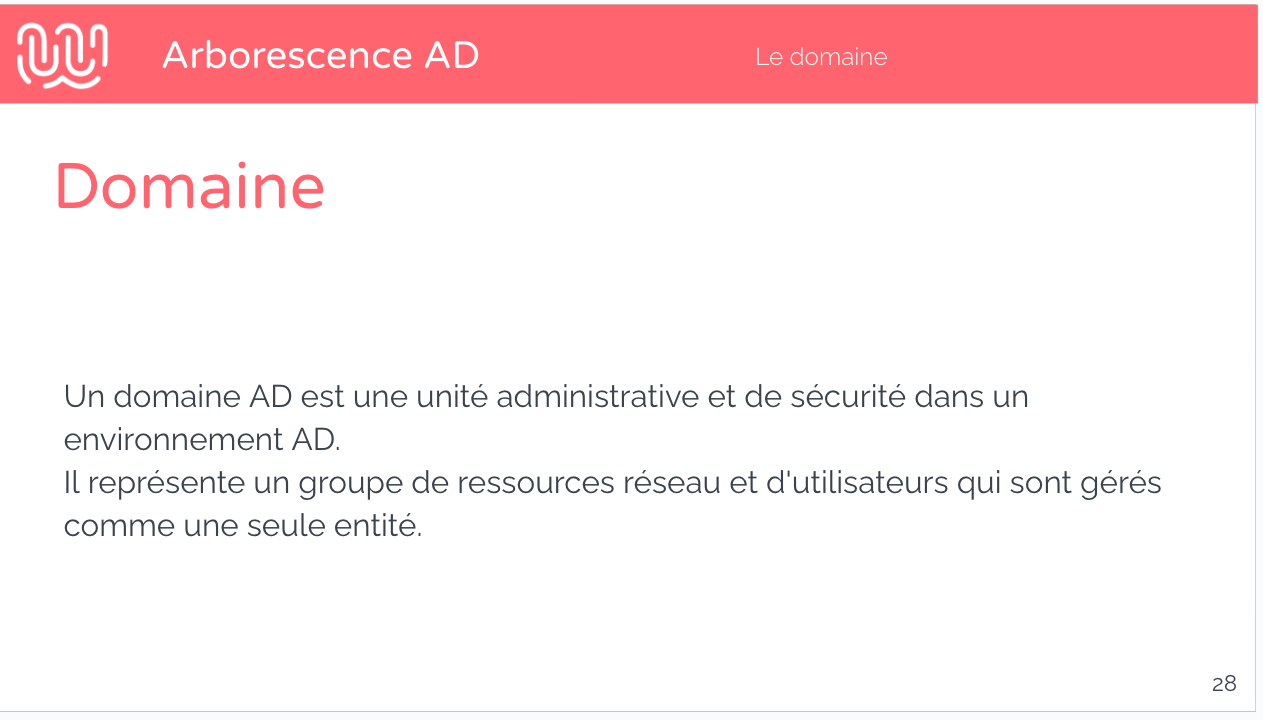 Arborescence AD
Le domaine
Domaine
Un domaine AD est une unité administrative et de sécurité dans un
environnement AD.
Il représente un groupe de ressources réseau et d'utilisateurs qui sont gérés
comme une seule entité.
28